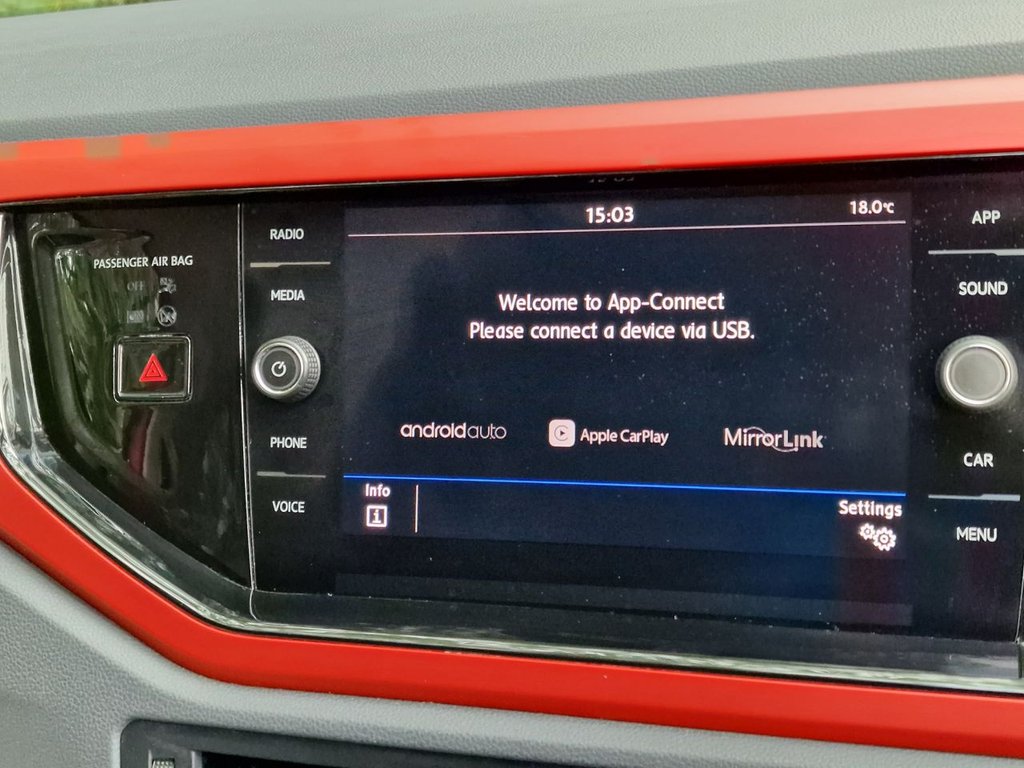 15:03
18.0°C
PASSENGER AIR BAG
OFF
RADIO
MEDIA
PHONE
VOICE
Welcome to App-Connect
Please connect a device via USB.
androidauto
Apple CarPlay
MirrorLink
Info
i
Settings
APP
SOUND
CAR
MENU